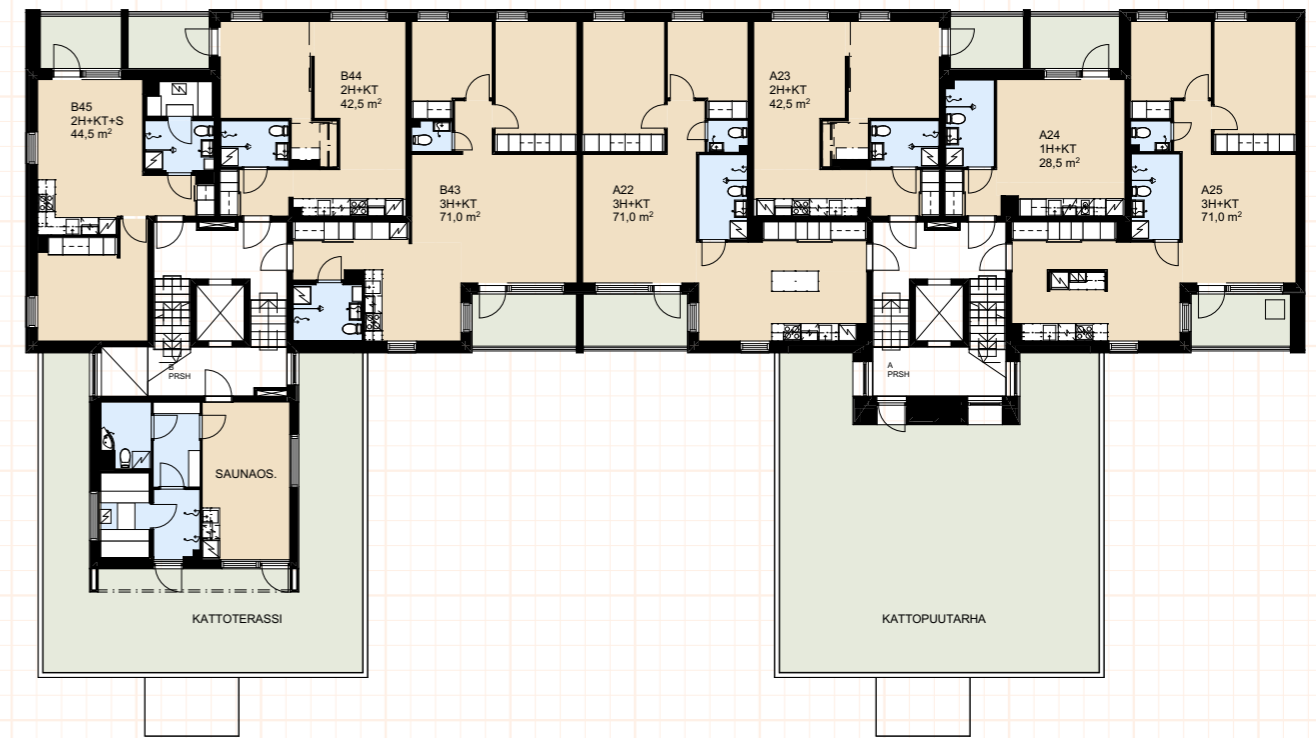 B45
2H+KT+S
44,5 m²
B44
2H+KT
42,5 m²
B43
3H+KT
71,0 m²
A22
3H+KT
71,0 m²
A23
2H+KT
42,5 m²
A24
1H+KT
28,5 m²
A25
3H+KT
71,0 m²
B
PRSH
A
PRSH
SAUNAOS.
KATTOTERASSI
KATTOPUUTARHA